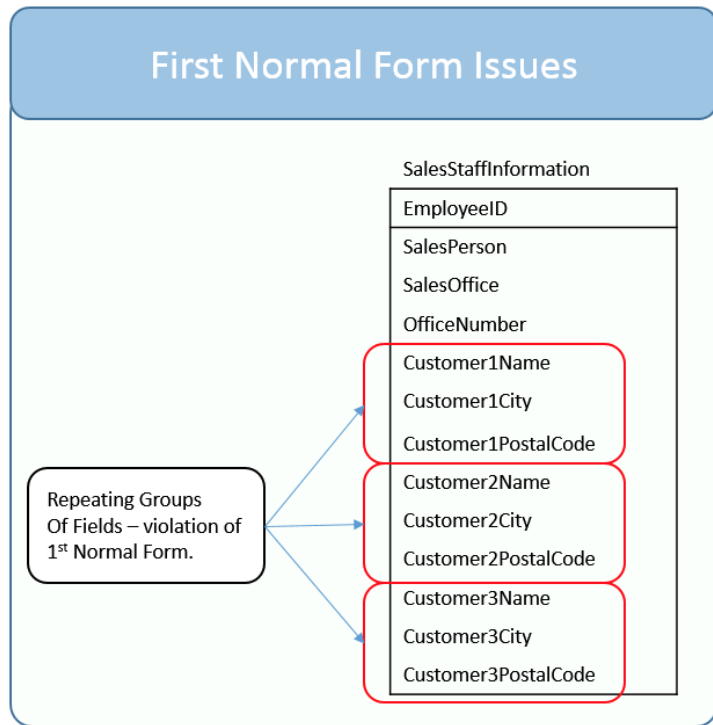 First Normal Form Issues
SalesStaffInformation
EmployeeID
SalesPerson
SalesOffice
OfficeNumber
Customer1Name
Customer1City
Customer1PostalCode
Customer2Name
Customer2City
Customer2PostalCode
Customer3Name
Customer3City
Customer3PostalCode
Repeating Groups
Of Fields – violation of
1st Normal Form.